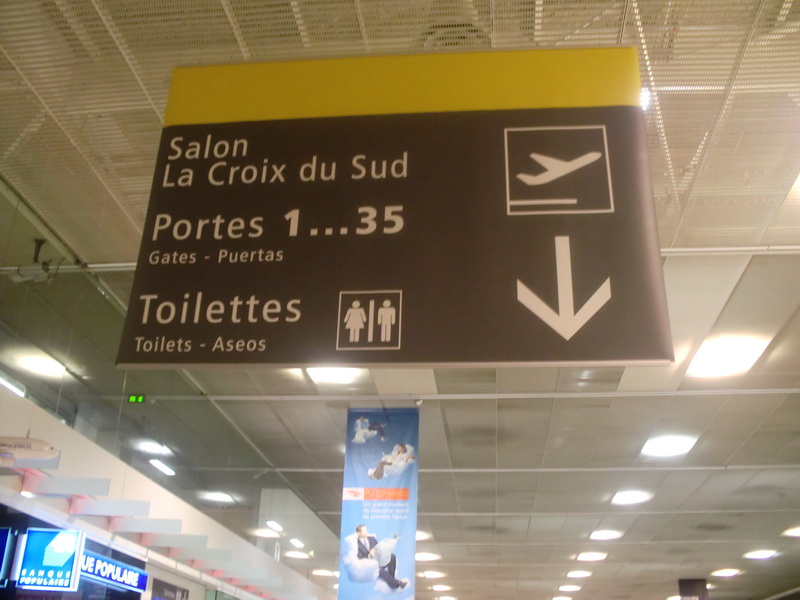 Salon
La Croix du Sud
Portes 1...35
Gates - Puertas
Toilettes
Toilets - Aseos
BANQUE
POPULAIRE
UE POPULAIRE